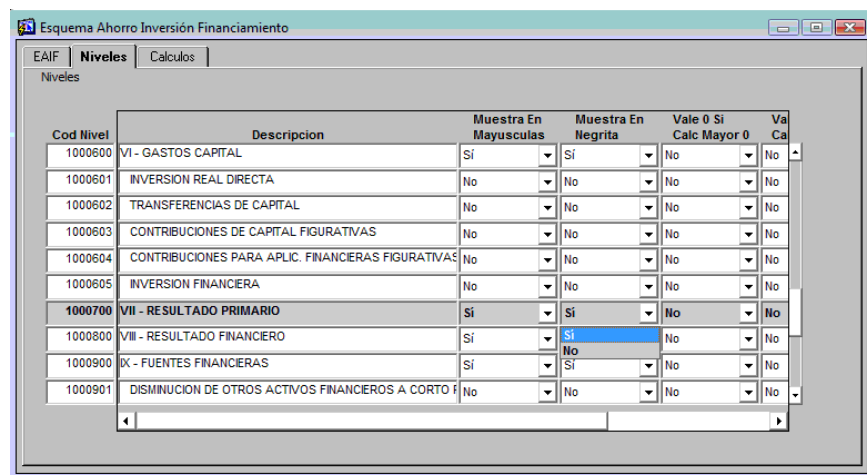 Esquema Ahorro Inversión Financiamiento
EAIF Niveles Calculos
Niveles
Muestra En Muestra En Vale 0 Si Va
Cod Nivel Descripcion Mayusculas Negrita Calc Mayor 0 Ca
1000600 VI - GASTOS CAPITAL Sí Sí No No
1000601 INVERSION REAL DIRECTA No No No No
1000602 TRANSFERENCIAS DE CAPITAL No No No No
1000603 CONTRIBUCIONES DE CAPITAL FIGURATIVAS No No No No
1000604 CONTRIBUCIONES PARA APLIC. FINANCIERAS FIGURATIVAS No No No No
1000605 INVERSION FINANCIERA No No No No
1000700 VII - RESULTADO PRIMARIO Sí Sí No No
1000800 VIII - RESULTADO FINANCIERO Sí Sí No No
No
1000900 IX - FUENTES FINANCIERAS Sí Sí No No
1000901 DISMINUCION DE OTROS ACTIVOS FINANCIEROS A CORTO No No No No